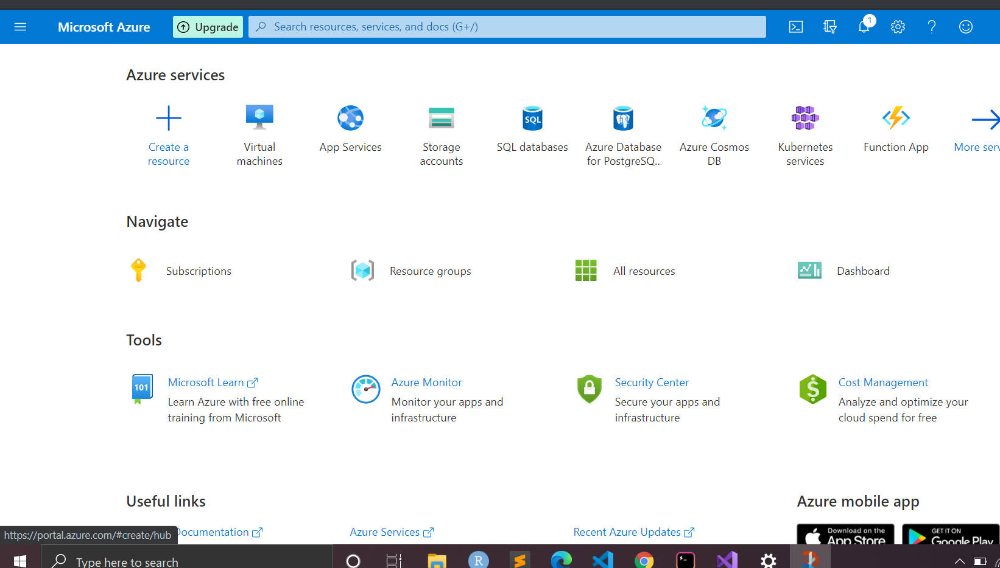 Microsoft Azure
Upgrade
Search resources, services, and docs (G+/)
1
Azure services
Create a
resource
Virtual
machines
App Services
Storage
accounts
SQL
SQL databases
Azure Database
for PostgreSQ...
Azure Cosmos
DB
Kubernetes
services
Function App
More serv
Navigate
Subscriptions
Resource groups
All resources
Dashboard
Tools
101
Microsoft Learn
Learn Azure with free online
training from Microsoft
Azure Monitor
Monitor your apps and
infrastructure
Security Center
Secure your apps and
infrastructure
$
Cost Management
Analyze and optimize your
cloud spend for free
Useful links
Azure mobile app
Documentation
Azure Services
Recent Azure Updates
Download on the
App Store
GET IT ON
Google Play
https://portal.azure.com/#create/hub
Type here to search
R